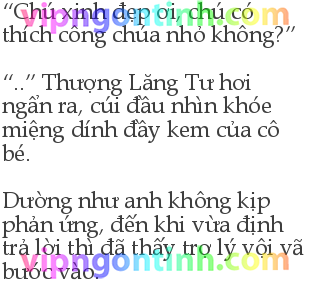 “Chú xinh đẹp ơi, chú có
vipngontinh.com
thích công chúa nhỏ không?”
“..” Thượng Lăng Tư hơi
ngẩn ra, cúi đầu nhìn khóe
miệng dính đầy kem của cô
bé.
Dường như anh không kịp
phản ứng, đến khi vừa định
trả lời thì đã thấy trợ lý vội vã
vipngontinh.com
bước vào.